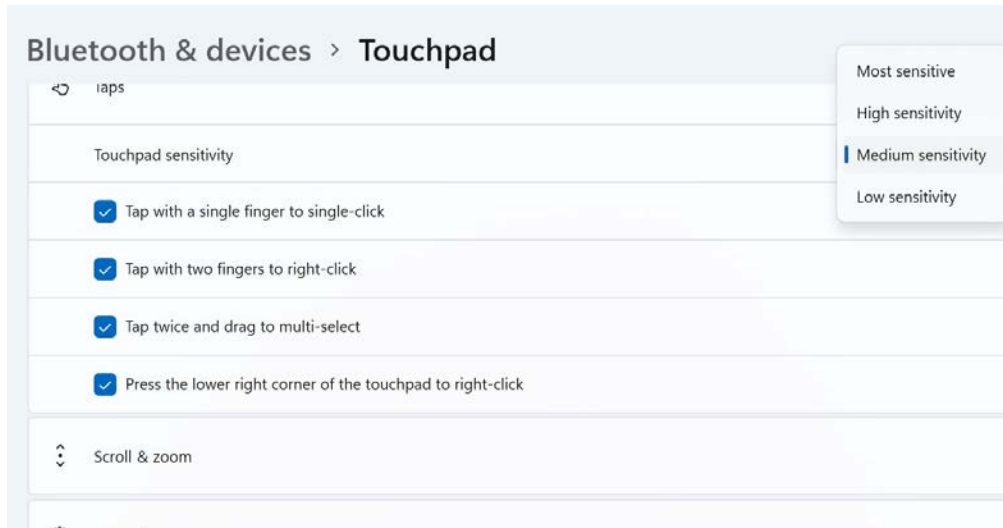 Bluetooth & devices > Touchpad
Taps
Most sensitive
High sensitivity
Medium sensitivity
Low sensitivity
Touchpad sensitivity
Tap with a single finger to single-click
Tap with two fingers to right-click
Tap twice and drag to multi-select
Press the lower right corner of the touchpad to right-click
Scroll & zoom